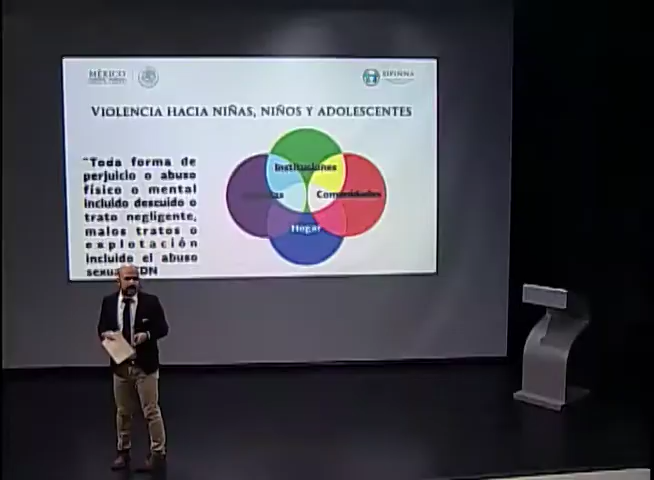 MÉXICO
SIPINNA
VIOLENCIA HACIA NIÑAS, NIÑOS Y ADOLESCENTES
"Toda forma de
perjuicio o abuso
físico o mental
incluido descuido o
trato negligente,
malos tratos o
explotación
incluido el abuso
Instituciones
Comunidades
Hogar